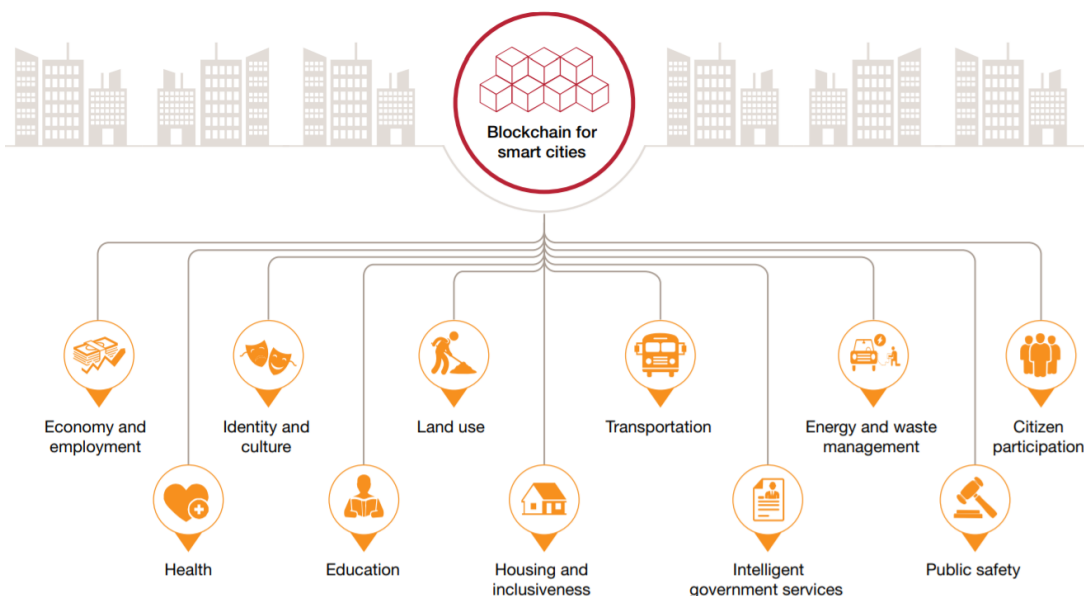 Blockchain for
smart cities
Economy and
employment
Identity and
culture
Land use
Transportation
Energy and waste
management
Citizen
participation
Health
Education
Housing and
inclusiveness
Intelligent
government services
Public safety